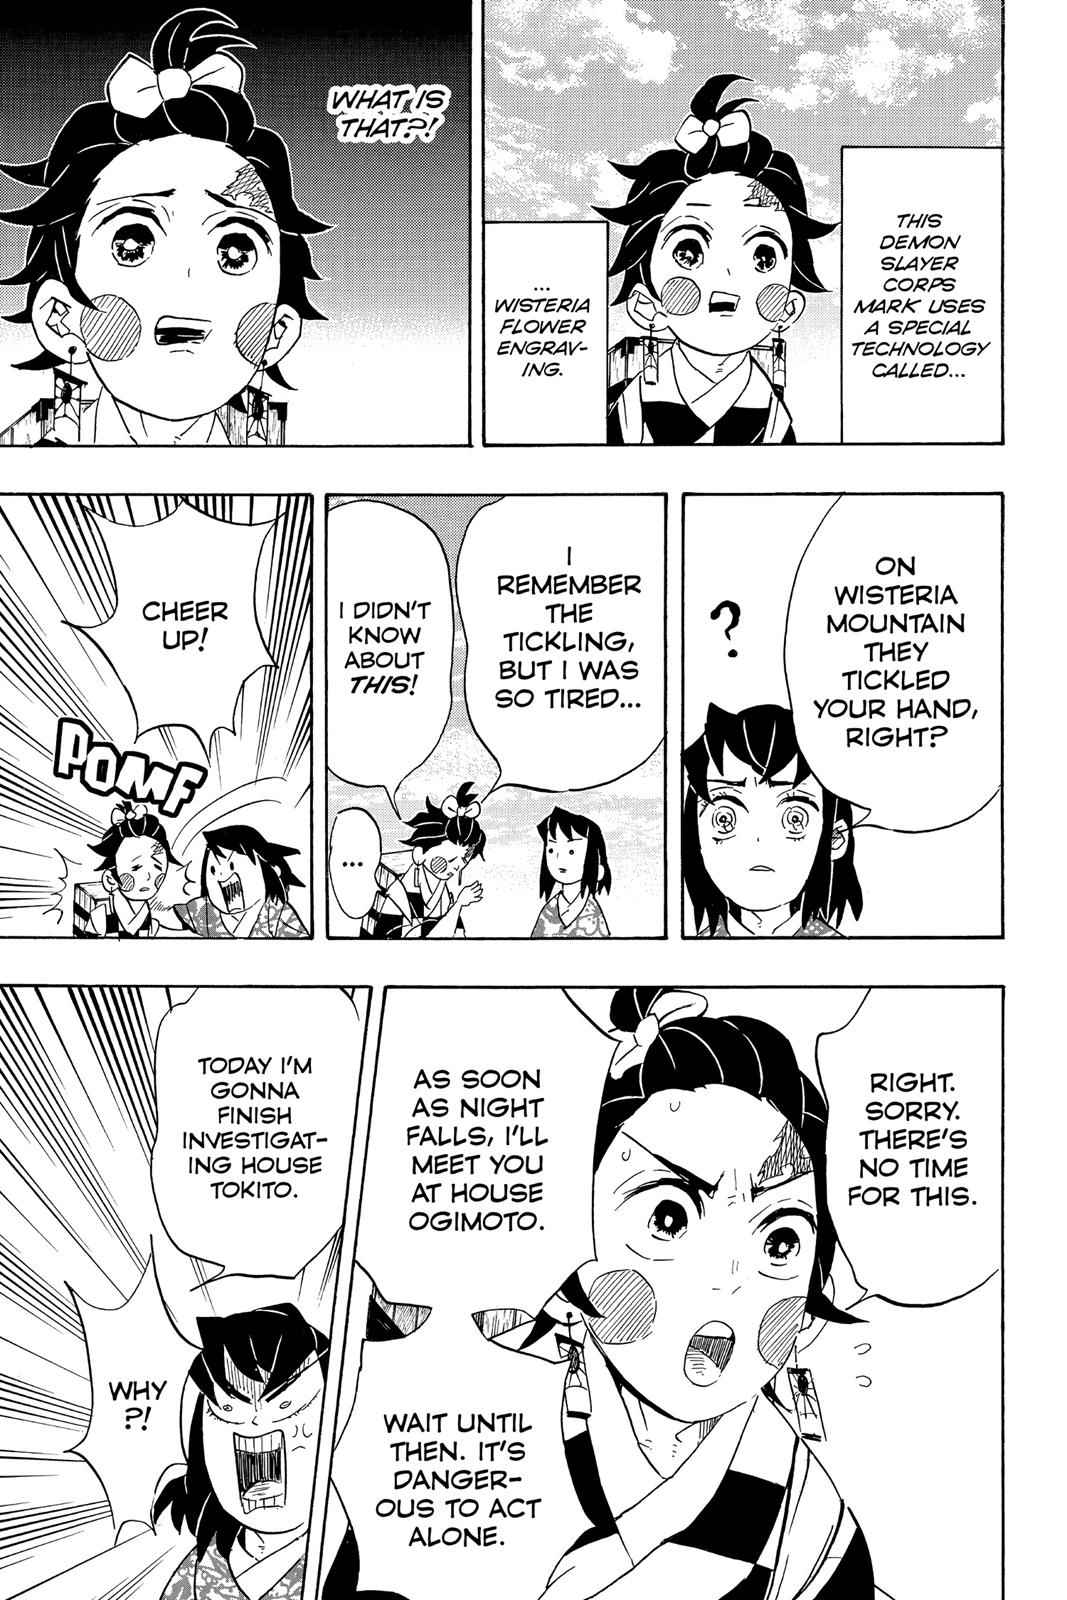 THIS
DEMON
SLAYER
CORPS
MARK USES
A SPECIAL
TECHNOLOGY
CALLED...
...
WISTERIA
FLOWER
ENGRAV-
ING.
WHAT IS
THAT?!
ON
WISTERIA
MOUNTAIN
THEY
TICKLED
YOUR HAND,
RIGHT?
?
I
REMEMBER
THE
TICKLING,
BUT I WAS
SO TIRED...
I DIDN'T
KNOW
ABOUT
THIS!
...
CHEER
UP!
POMF
RIGHT.
SORRY.
THERE'S
NO TIME
FOR THIS.
AS SOON
AS NIGHT
FALLS, I'LL
MEET YOU
AT HOUSE
OGIMOTO.
WAIT UNTIL
THEN. IT'S
DANGER-
OUS TO ACT
ALONE.
TODAY I'M
GONNA
FINISH
INVESTIGAT-
ING HOUSE
TOKITO.
WHY
?!